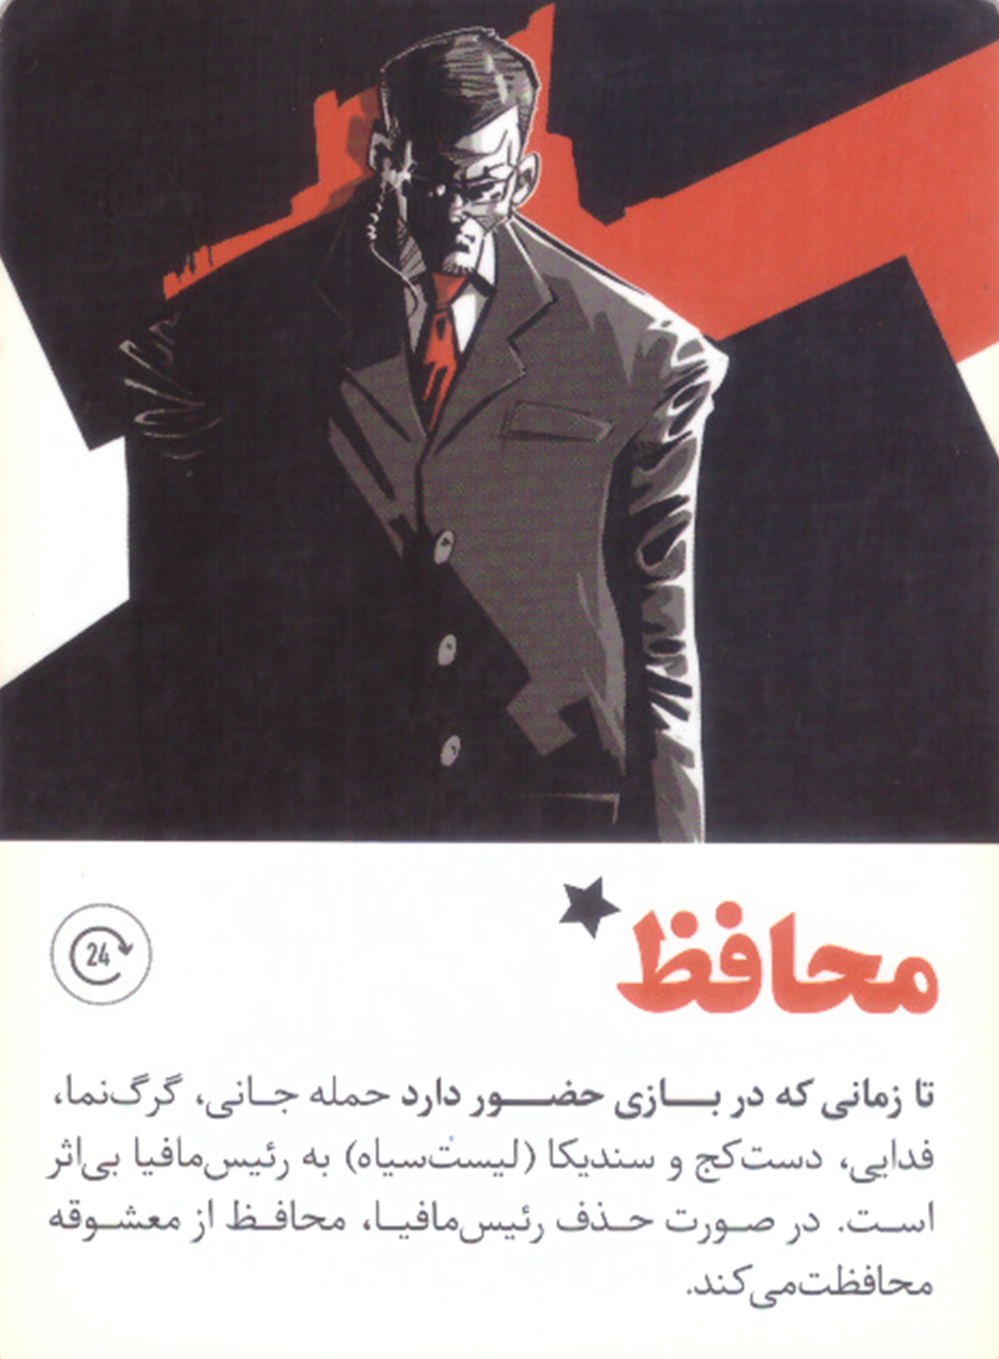 محافظ
24
تا زمانی که در بازی حضور دارد حمله جانی، گرگ‌نما،
فدایی، دست‌کج و سندیکا (لیست‌سیاه) به رئیس‌مافیا بی‌اثر
است. در صورت حذف رئیس‌مافیا، محافظ از معشوقه
محافظت‌می‌کند.